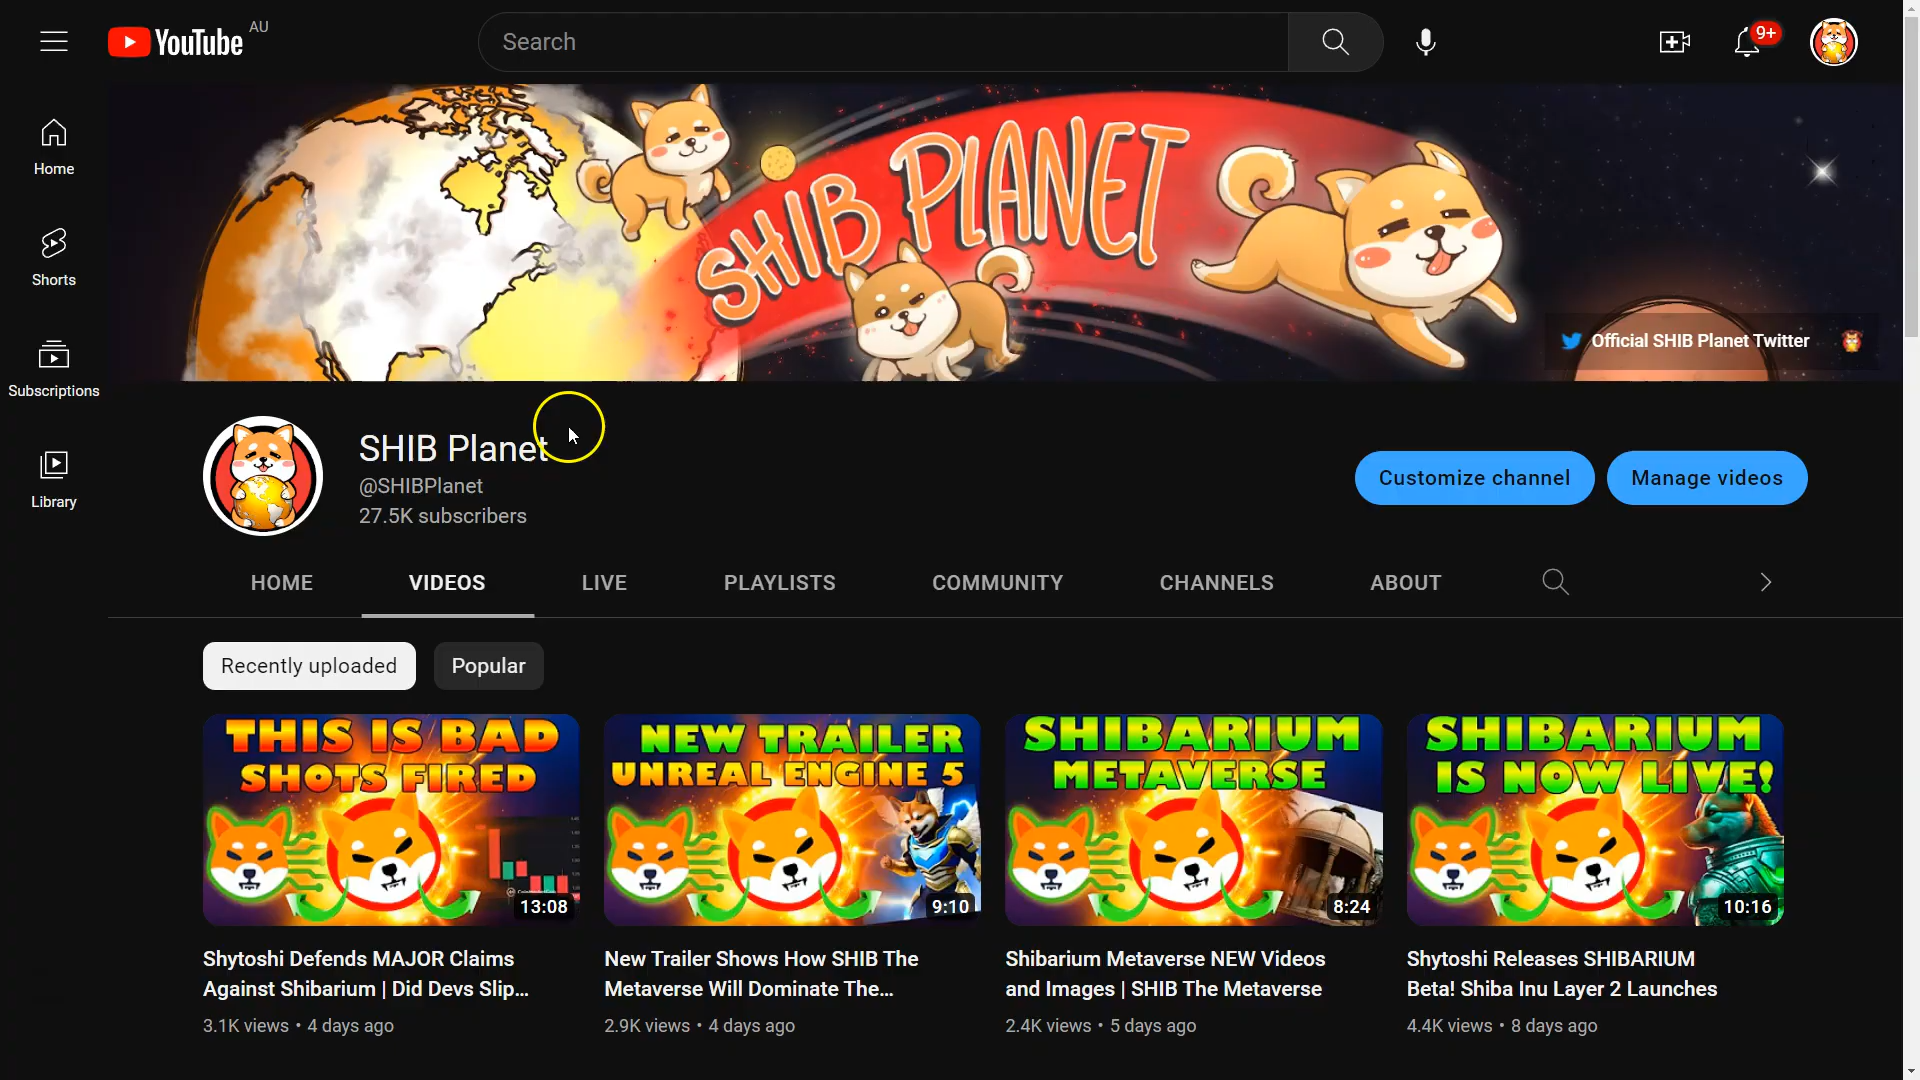 YouTube AU
Search
9+
Home
Shorts
Subscriptions
Library
SHIB PLANET
Official SHIB Planet Twitter
SHIB Planet
@SHIBPlanet
27.5K subscribers
Customize channel
Manage videos
HOME VIDEOS LIVE PLAYLISTS COMMUNITY CHANNELS ABOUT
Recently uploaded
Popular
THIS IS BAD
SHOTS FIRED
13:08
NEW TRAILER
UNREAL ENGINE 5
9:10
SHIBARIUM
METAVERSE
8:24
SHIBARIUM
IS NOW LIVE!
10:16
Shytoshi Defends MAJOR Claims
Against Shibarium | Did Devs Slip...
3.1K views • 4 days ago
New Trailer Shows How SHIB The
Metaverse Will Dominate The...
2.9K views • 4 days ago
Shibarium Metaverse NEW Videos
and Images | SHIB The Metaverse
2.4K views • 5 days ago
Shytoshi Releases SHIBARIUM
Beta! Shiba Inu Layer 2 Launches
4.4K views • 8 days ago